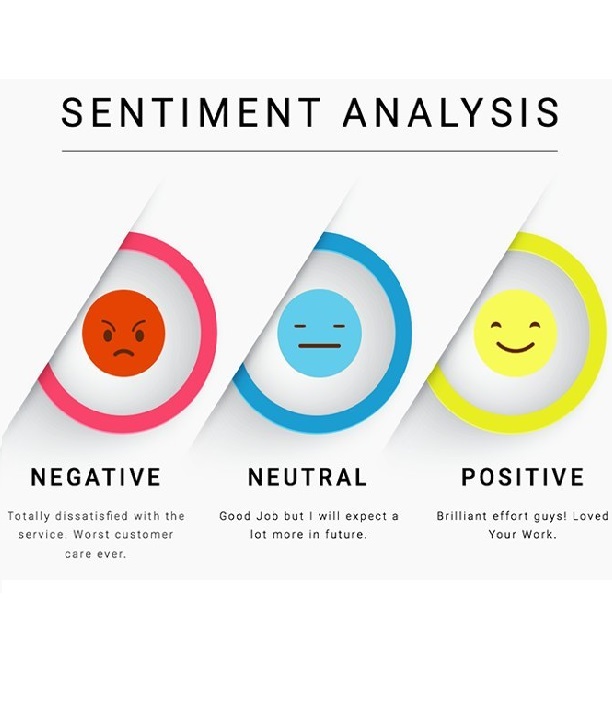 SENTIMENT ANALYSIS
NEGATIVE
Totally dissatisfied with the
service. Worst customer
care ever.
NEUTRAL
Good Job but I will expect a
lot more in future.
POSITIVE
Brilliant effort guys! Loved
Your Work.